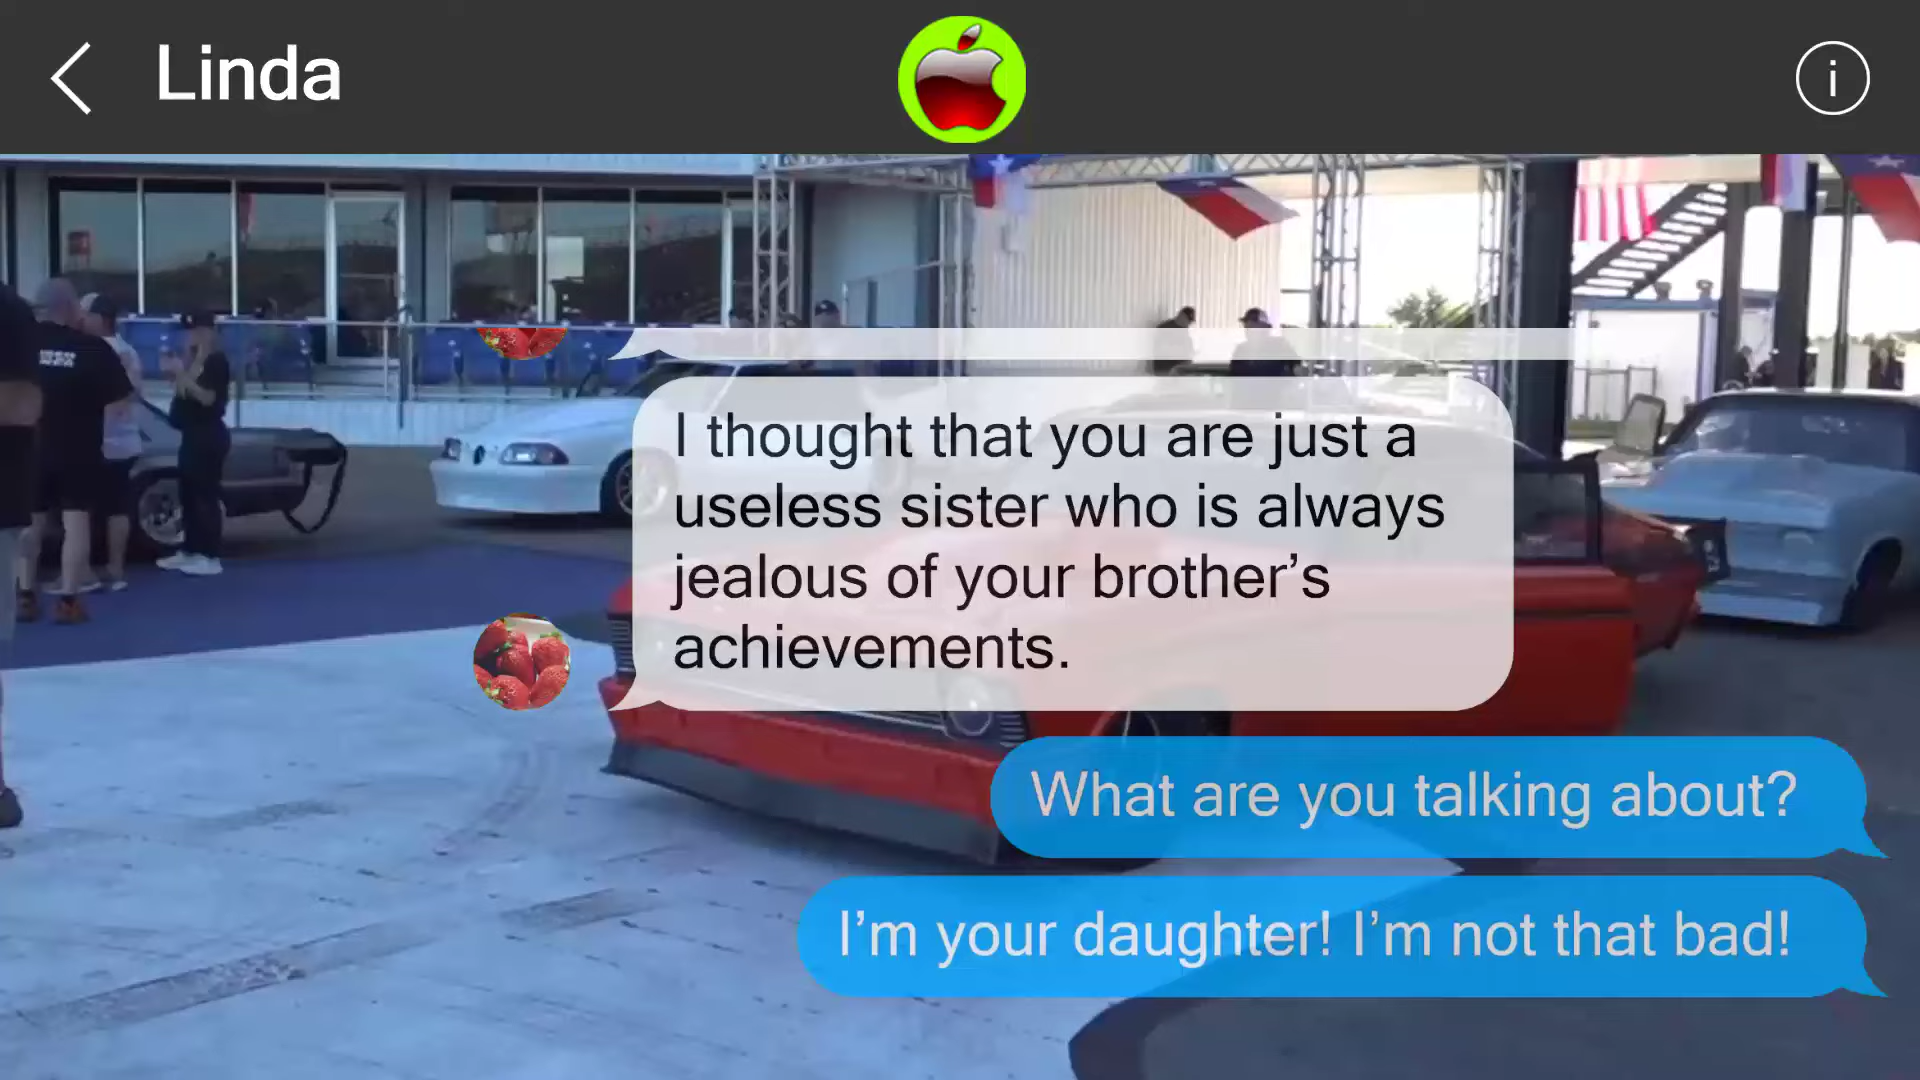 Linda
I thought that you are just a
useless sister who is always
jealous of your brother’s
achievements.
What are you talking about?
I’m your daughter! I’m not that bad!